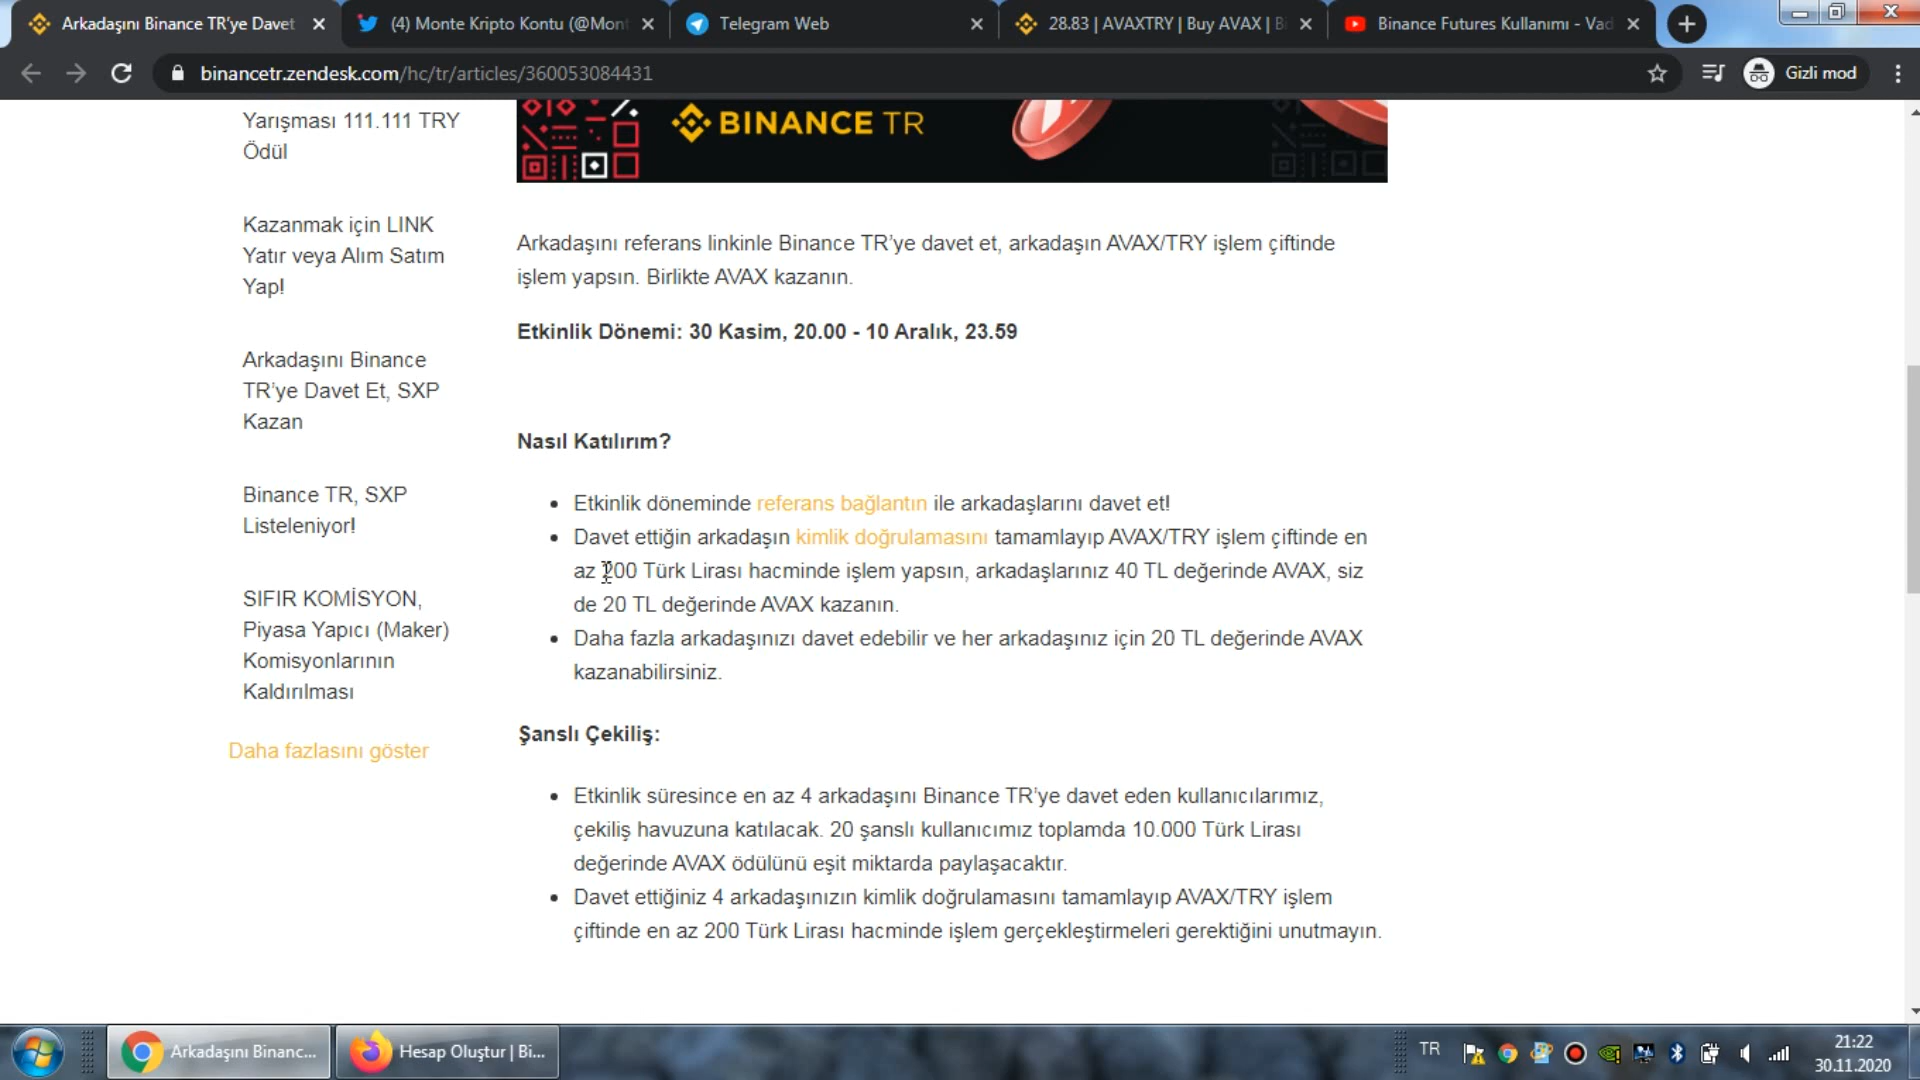 Arkadaşını Binance TR'ye Davet
(4) Monte Kripto Kontu (@Mont
Telegram Web
28.83 | AVAXTRY | Buy AVAX | B
Binance Futures Kullanımı - Vad
binancetr.zendesk.com/hc/tr/articles/360053084431
Gizli mod
Yarışması 111.111 TRY
Ödül
Kazanmak için LINK
Yatır veya Alım Satım
Yap!
Arkadaşını Binance
TR'ye Davet Et, SXP
Kazan
Binance TR, SXP
Listeleniyor!
SIFIR KOMİSYON,
Piyasa Yapıcı (Maker)
Komisyonlarının
Kaldırılması
Daha fazlasını göster
BINANCE TR
Arkadaşını referans linkinle Binance TR'ye davet et, arkadaşın AVAX/TRY işlem çiftinde
işlem yapsın. Birlikte AVAX kazanın.
Etkinlik Dönemi: 30 Kasim, 20.00 - 10 Aralık, 23.59
Nasıl Katılırım?
Etkinlik döneminde referans bağlantın ile arkadaşlarını davet et!
Davet ettiğin arkadaşın kimlik doğrulamasını tamamlayıp AVAX/TRY işlem çiftinde en
az 200 Türk Lirası hacminde işlem yapsın, arkadaşlarınız 40 TL değerinde AVAX, siz
de 20 TL değerinde AVAX kazanın.
Daha fazla arkadaşınızı davet edebilir ve her arkadaşınız için 20 TL değerinde AVAX
kazanabilirsiniz.
Şanslı Çekiliş:
Etkinlik süresince en az 4 arkadaşını Binance TR'ye davet eden kullanıcılarımız,
çekiliş havuzuna katılacak. 20 şanslı kullanıcımız toplamda 10.000 Türk Lirası
değerinde AVAX ödülünü eşit miktarda paylaşacaktır.
Davet ettiğiniz 4 arkadaşınızın kimlik doğrulamasını tamamlayıp AVAX/TRY işlem
çiftinde en az 200 Türk Lirası hacminde işlem gerçekleştirmeleri gerektiğini unutmayın.
Arkadaşını Binanc...
Hesap Oluştur | Bi...
TR
21:22
30.11.2020